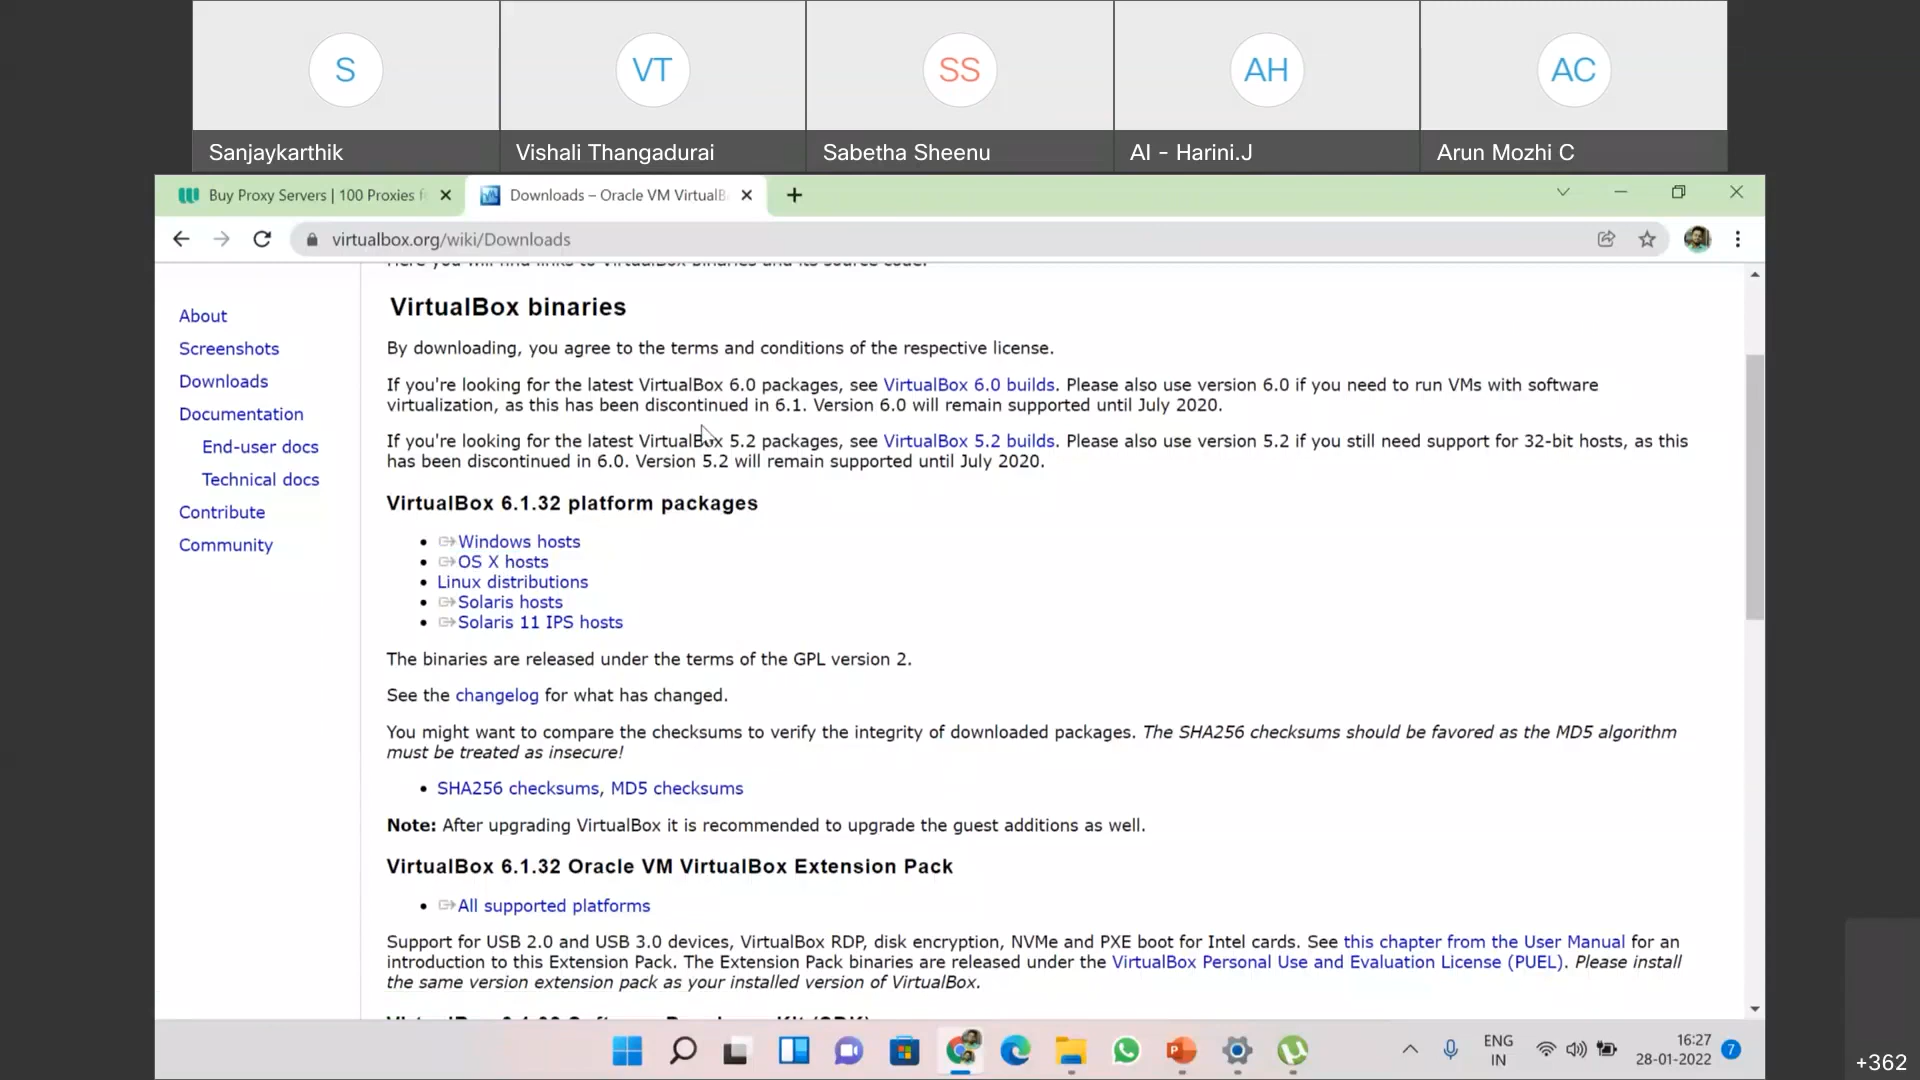 S VT SS AH AC
Sanjaykarthik Vishali Thangadurai Sabetha Sheenu AI - Harini.J Arun Mozhi C
Buy Proxy Servers | 100 Proxies f Downloads – Oracle VM VirtualB
virtualbox.org/wiki/Downloads
Here you will find links to VirtualBox binaries and its source code.
About
Screenshots
Downloads
Documentation
End-user docs
Technical docs
Contribute
Community
VirtualBox binaries
By downloading, you agree to the terms and conditions of the respective license.
If you're looking for the latest VirtualBox 6.0 packages, see VirtualBox 6.0 builds. Please also use version 6.0 if you need to run VMs with software
virtualization, as this has been discontinued in 6.1. Version 6.0 will remain supported until July 2020.
If you're looking for the latest VirtualBox 5.2 packages, see VirtualBox 5.2 builds. Please also use version 5.2 if you still need support for 32-bit hosts, as this
has been discontinued in 6.0. Version 5.2 will remain supported until July 2020.
VirtualBox 6.1.32 platform packages
Windows hosts
OS X hosts
Linux distributions
Solaris hosts
Solaris 11 IPS hosts
The binaries are released under the terms of the GPL version 2.
See the changelog for what has changed.
You might want to compare the checksums to verify the integrity of downloaded packages. The SHA256 checksums should be favored as the MD5 algorithm
must be treated as insecure!
SHA256 checksums, MD5 checksums
Note: After upgrading VirtualBox it is recommended to upgrade the guest additions as well.
VirtualBox 6.1.32 Oracle VM VirtualBox Extension Pack
All supported platforms
Support for USB 2.0 and USB 3.0 devices, VirtualBox RDP, disk encryption, NVMe and PXE boot for Intel cards. See this chapter from the User Manual for an
introduction to this Extension Pack. The Extension Pack binaries are released under the VirtualBox Personal Use and Evaluation License (PUEL). Please install
the same version extension pack as your installed version of VirtualBox.
ENG
IN
16:27
28-01-2022
7
+362